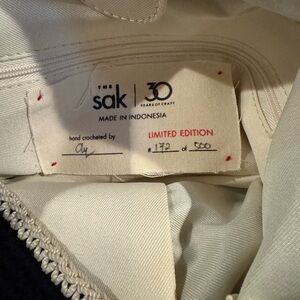 THE
sak | 30
YEARS OF CRAFT
MADE IN INDONESIA
hand crocheted by LIMITED EDITION
# 172 of 500